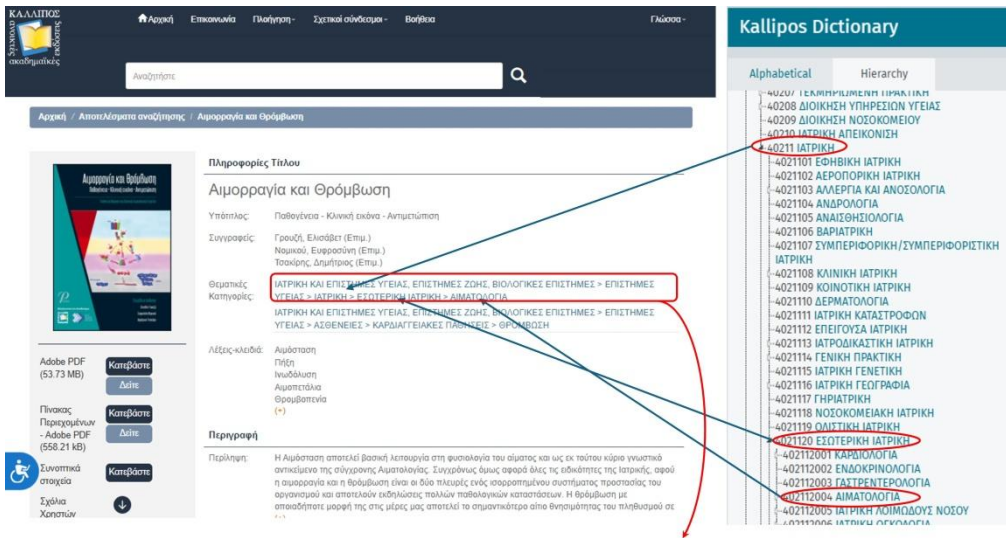 ΚΑΛΛΙΠΟΣ
ανοικτές
ακαδημαϊκές
εκδόσεις
Αρχική Επικοινωνία Πλοήγηση Σχετικοί σύνδεσμοι Βοήθεια Γλώσσα
Αναζητήστε
Αρχική / Αποτελέσματα αναζήτησης / Αιμορραγία και Θρόμβωση
Αιμορραγία και Θρόμβωση
Παθογένεια - Κλινική εικόνα - Αντιμετώπιση
Adobe PDF
(53.73 MB)
Κατεβάστε
Δείτε
Πίνακας
Περιεχομένων
- Adobe PDF
(558.21 kB)
Κατεβάστε
Δείτε
Συνοπτικά
στοιχεία
Κατεβάστε
Σχόλια
Χρηστών
Πληροφορίες Τίτλου
Αιμορραγία και Θρόμβωση
Υπότιτλος: Παθογένεια - Κλινική εικόνα - Αντιμετώπιση
Συγγραφείς: Γρουζή, Ελισάβετ (Επιμ.)
Νομικού, Ευφροσύνη (Επιμ.)
Τσακίρης, Δημήτριος (Επιμ.)
Θεματικές ΙΑΤΡΙΚΗ ΚΑΙ ΕΠΙΣΤΗΜΕΣ ΥΓΕΙΑΣ, ΕΠΙΣΤΗΜΕΣ ΖΩΗΣ, ΒΙΟΛΟΓΙΚΕΣ ΕΠΙΣΤΗΜΕΣ > ΕΠΙΣΤΗΜΕΣ
Κατηγορίες: ΥΓΕΙΑΣ > ΙΑΤΡΙΚΗ > ΕΣΩΤΕΡΙΚΗ ΙΑΤΡΙΚΗ > ΑΙΜΑΤΟΛΟΓΙΑ
ΙΑΤΡΙΚΗ ΚΑΙ ΕΠΙΣΤΗΜΕΣ ΥΓΕΙΑΣ, ΕΠΙΣΤΗΜΕΣ ΖΩΗΣ, ΒΙΟΛΟΓΙΚΕΣ ΕΠΙΣΤΗΜΕΣ > ΕΠΙΣΤΗΜΕΣ
ΥΓΕΙΑΣ > ΑΣΘΕΝΕΙΕΣ > ΚΑΡΔΙΑΓΓΕΙΑΚΕΣ ΠΑΘΗΣΕΙΣ > ΘΡΟΜΒΩΣΗ
Λέξεις-κλειδιά: Αιμόσταση
Πήξη
Ινωδόλυση
Αιμοπετάλια
Θρομβοπενία
(+)
Περιγραφή
Περίληψη: Η Αιμόσταση αποτελεί βασική λειτουργία στη φυσιολογία του αίματος και ως εκ τούτου κύριο γνωστικό
αντικείμενο της σύγχρονης Αιματολογίας. Συγχρόνως όμως αφορά όλες τις ειδικότητες της Ιατρικής, αφού
η αιμορραγία και η θρόμβωση είναι οι δύο πλευρές ενός ισορροπημένου συστήματος προστασίας του
οργανισμού και αποτελούν εκδηλώσεις πολλών παθολογικών καταστάσεων. Η θρόμβωση με
οποιαδήποτε μορφή της στις μέρες μας αποτελεί το σημαντικότερο αίτιο θνησιμότητας του πληθυσμού σε
Kallipos Dictionary
Alphabetical Hierarchy
40207 ΤΕΚΜΗΡΙΩΜΕΝΗ ΠΡΑΚΤΙΚΗ
40208 ΔΙΟΙΚΗΣΗ ΥΠΗΡΕΣΙΩΝ ΥΓΕΙΑΣ
40209 ΔΙΟΙΚΗΣΗ ΝΟΣΟΚΟΜΕΙΟΥ
40210 ΙΑΤΡΙΚΗ ΑΠΕΙΚΟΝΙΣΗ
40211 ΙΑΤΡΙΚΗ
4021101 ΕΦΗΒΙΚΗ ΙΑΤΡΙΚΗ
4021102 ΑΕΡΟΠΟΡΙΚΗ ΙΑΤΡΙΚΗ
4021103 ΑΛΛΕΡΓΙΑ ΚΑΙ ΑΝΟΣΟΛΟΓΙΑ
4021104 ΑΝΔΡΟΛΟΓΙΑ
4021105 ΑΝΑΙΣΘΗΣΙΟΛΟΓΙΑ
4021106 ΒΑΡΙΑΤΡΙΚΗ
4021107 ΣΥΜΠΕΡΙΦΟΡΙΚΗ/ΣΥΜΠΕΡΙΦΟΡΙΣΤΙΚΗ
ΙΑΤΡΙΚΗ
4021108 ΚΛΙΝΙΚΗ ΙΑΤΡΙΚΗ
4021109 ΚΟΙΝΟΤΙΚΗ ΙΑΤΡΙΚΗ
4021110 ΔΕΡΜΑΤΟΛΟΓΙΑ
4021111 ΙΑΤΡΙΚΗ ΚΑΤΑΣΤΡΟΦΩΝ
4021112 ΕΠΕΙΓΟΥΣΑ ΙΑΤΡΙΚΗ
4021113 ΙΑΤΡΟΔΙΚΑΣΤΙΚΗ ΙΑΤΡΙΚΗ
4021114 ΓΕΝΙΚΗ ΠΡΑΚΤΙΚΗ
4021115 ΙΑΤΡΙΚΗ ΓΕΝΕΤΙΚΗ
4021116 ΙΑΤΡΙΚΗ ΓΕΩΓΡΑΦΙΑ
4021117 ΓΗΡΙΑΤΡΙΚΗ
4021118 ΝΟΣΟΚΟΜΕΙΑΚΗ ΙΑΤΡΙΚΗ
4021119 ΟΛΙΣΤΙΚΗ ΙΑΤΡΙΚΗ
4021120 ΕΣΩΤΕΡΙΚΗ ΙΑΤΡΙΚΗ
402112001 ΚΑΡΔΙΟΛΟΓΙΑ
402112002 ΕΝΔΟΚΡΙΝΟΛΟΓΙΑ
402112003 ΓΑΣΤΡΕΝΤΕΡΟΛΟΓΙΑ
402112004 ΑΙΜΑΤΟΛΟΓΙΑ
402112005 ΙΑΤΡΙΚΗ ΛΟΙΜΩΔΟΥΣ ΝΟΣΟΥ
402112006 ΙΑΤΡΙΚΗ ΟΓΚΟΛΟΓΙΑ